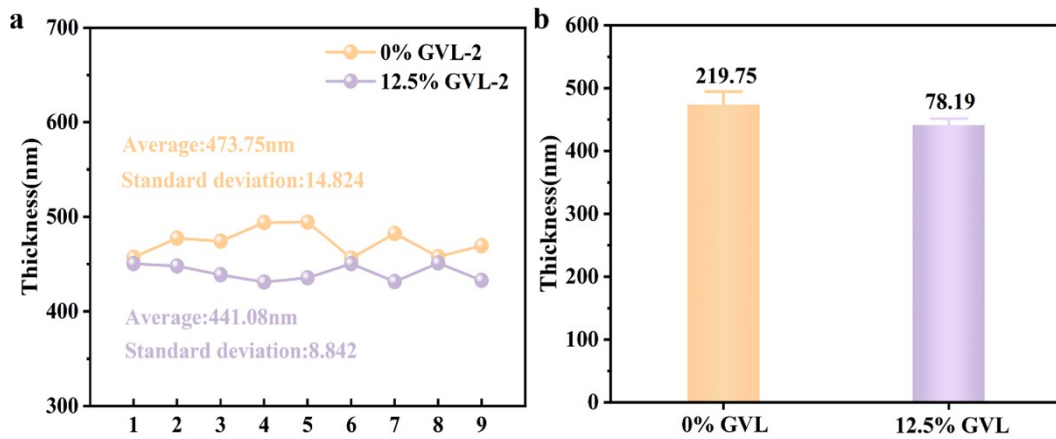 a
700
600
500
400
300
Thickness(nm)
0% GVL-2
12.5% GVL-2
Average:473.75nm
Standard deviation:14.824
Average:441.08nm
Standard deviation:8.842
1 2 3 4 5 6 7 8 9
b
600
500
400
300
200
100
0
Thickness(nm)
219.75
78.19
0% GVL
12.5% GVL